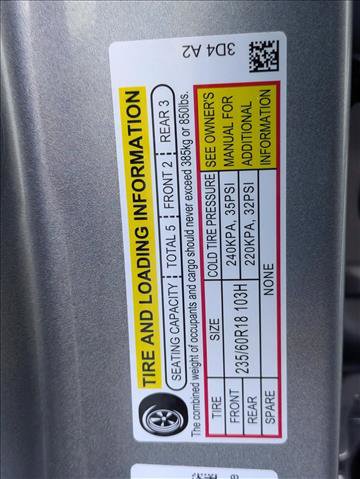 TIRE AND LOADING INFORMATION
SEATING CAPACITY TOTAL 5 FRONT 2 REAR 3
The combined weight of occupants and cargo should never exceed 385kg or 850lbs.
TIRE SIZE COLD TIRE PRESSURE SEE OWNER'S
FRONT 235/60R18 103H 240KPA, 35PSI MANUAL FOR
REAR 220KPA, 32PSI ADDITIONAL
SPARE NONE INFORMATION
3D4 A2